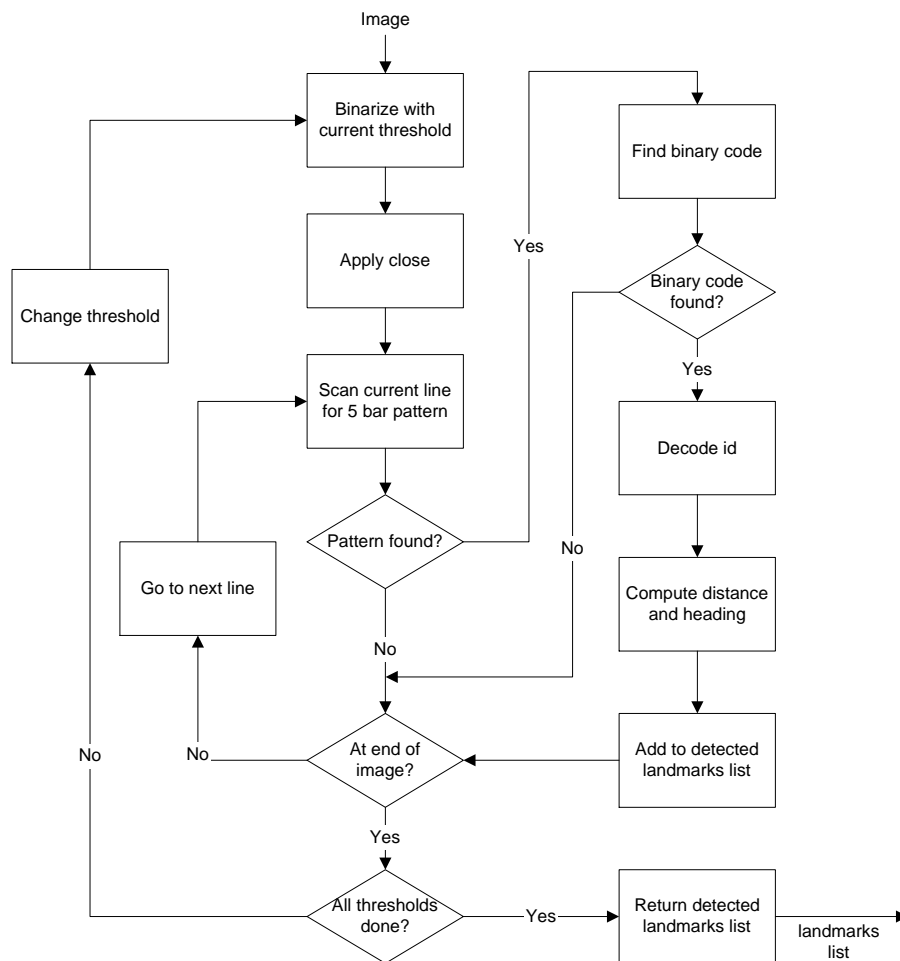 Image
Binarize with
current threshold
Find binary code
Yes
Apply close
Binary code
found?
Change threshold
Yes
Scan current line
for 5 bar pattern
Decode id
Pattern found?
No
Go to next line
Compute distance
and heading
No
No
No
At end of
image?
Add to detected
landmarks list
Yes
All thresholds
done?
Yes
Return detected
landmarks list
landmarks
list